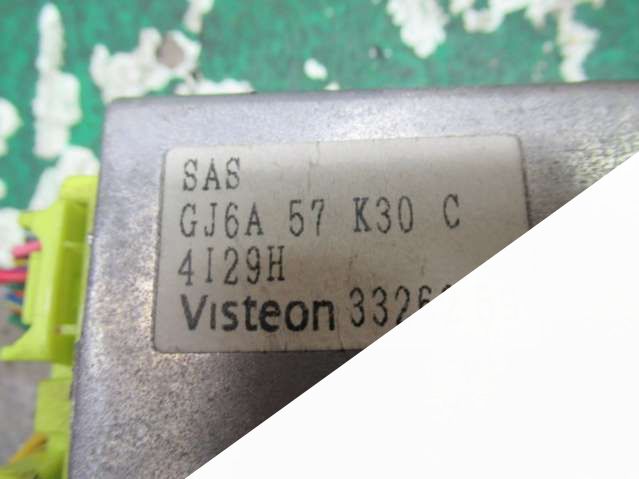 SAS
GJ6A 57 K30 C
4I29H
Visteon